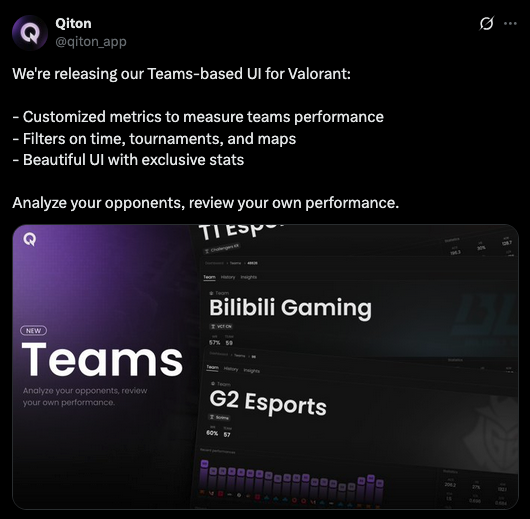 Qiton
@qiton_app
We're releasing our Teams-based UI for Valorant:
- Customized metrics to measure teams performance
- Filters on time, tournaments, and maps
- Beautiful UI with exclusive stats
Analyze your opponents, review your own performance.
NEW
Teams
Analyze your opponents, review
your own performance.
Team History Insights
Team
Bilibili Gaming
VCT CN
57% 59
Team History Insights
Team
G2 Esports
60% 57